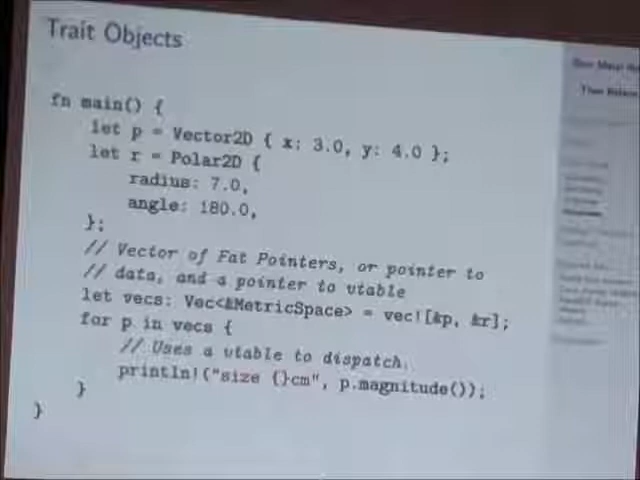 Trait Objects
fn main() {
let p = Vector2D { x: 3.0, y: 4.0 };
let r = Polar2D {
radius: 7.0,
angle: 180.0,
};
// Vector of Fat Pointers, or pointer to
// data, and a pointer to vtable
let vecs: Vec<&MetricSpace> = vec![&p, &r];
for p in vecs {
// Uses a vtable to dispatch.
println!("size {}cm", p.magnitude());
}
}